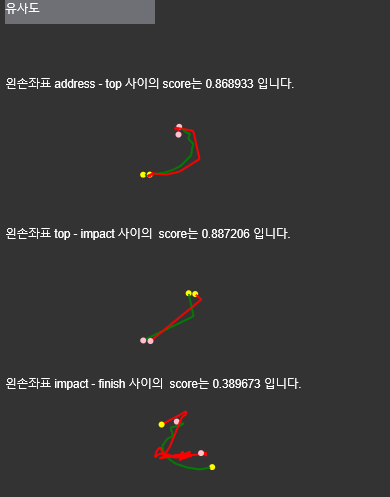 유사도
왼손좌표 address - top 사이의 score는 0.868933 입니다.
왼손좌표 top - impact 사이의  score는 0.887206 입니다.
왼손좌표 impact - finish 사이의  score는 0.389673 입니다.